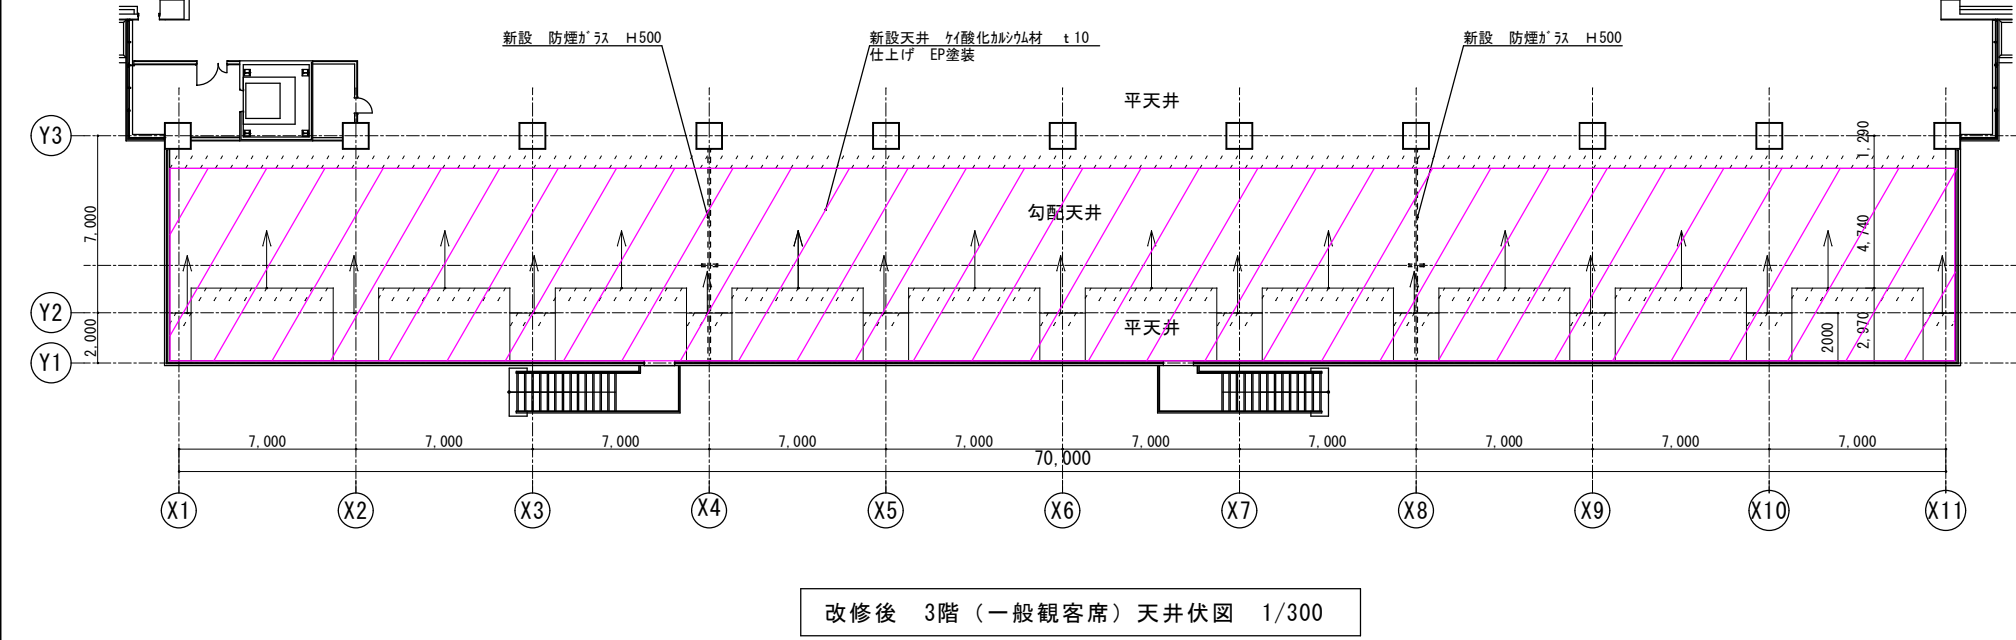 新設 防煙ｶﾞﾗｽ H500
新設天井 ｹｲ酸化ｶﾙｼｳﾑ材 t10
仕上げ EP塗装
新設 防煙ｶﾞﾗｽ H500
平天井
Y3
1,290
勾配天井
7,000
4,740
Y2
平天井
2,000
2000
2,970
Y1
7,000 7,000 7,000 7,000 7,000 7,000 7,000 7,000 7,000 7,000
70,000
X1 X2 X3 X4 X5 X6 X7 X8 X9 X10 X11
改修後 3階（一般観客席）天井伏図 1/300